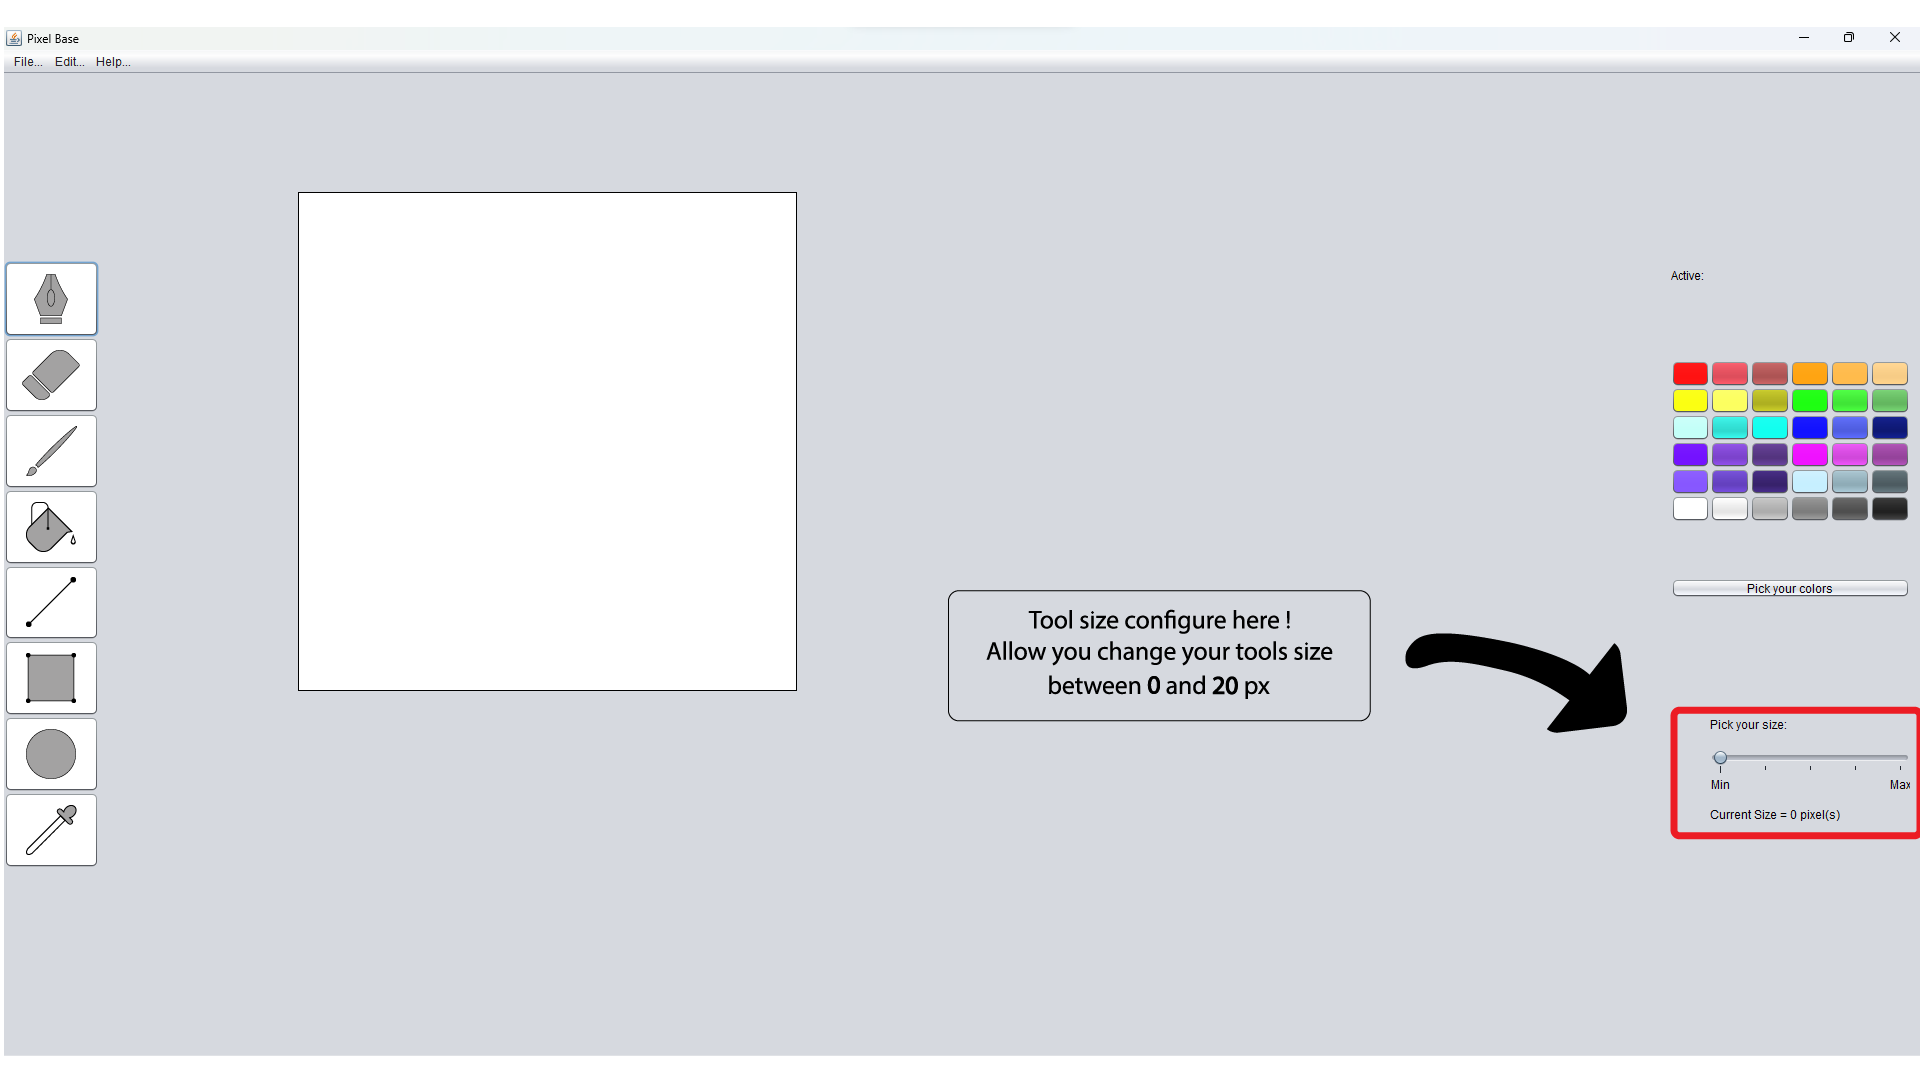 Pixel Base
File... Edit... Help...
Active:
Pick your colors
Tool size configure here !
Allow you change your tools size
between 0 and 20 px
Pick your size:
Min Max
Current Size = 0 pixel(s)